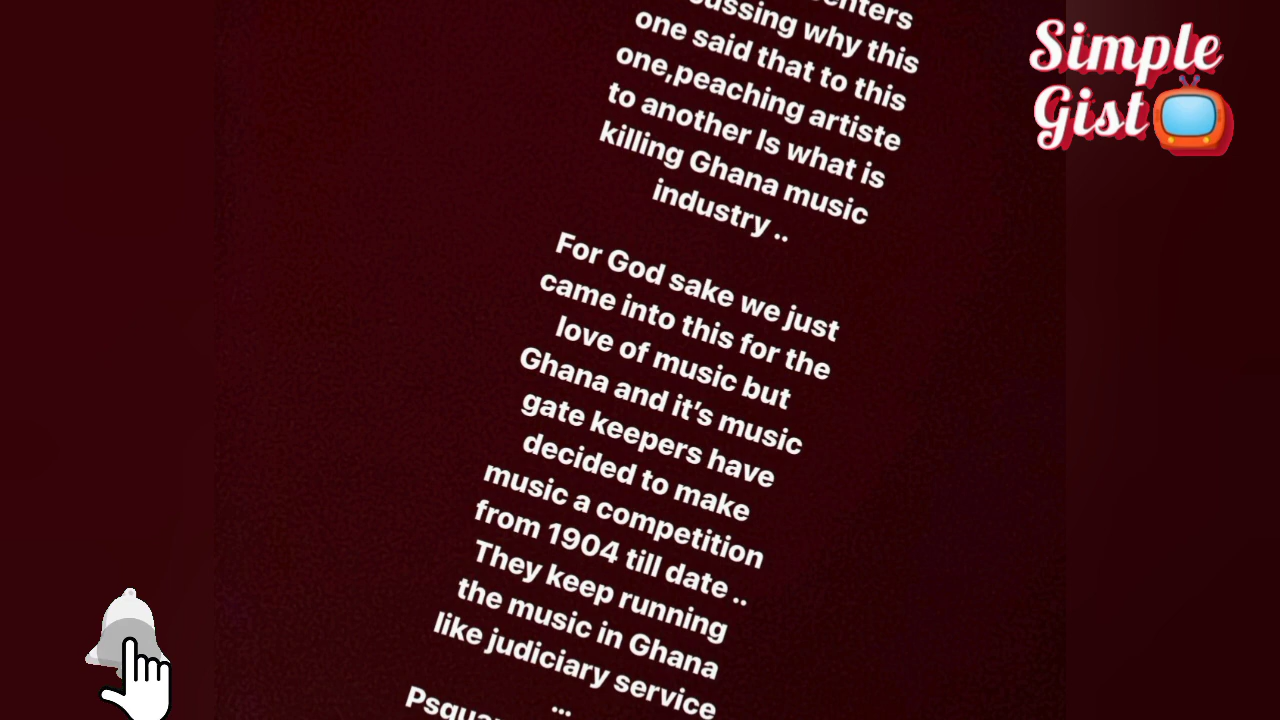 why this
one said that to this
one,peaching artiste
to another Is what is
killing Ghana music
industry ..
For God sake we just
came into this for the
love of music but
Ghana and it's music
gate keepers have
decided to make
music a competition
from 1904 till date ..
They keep running
the music in Ghana
like judiciary service
...
Simple
Gist